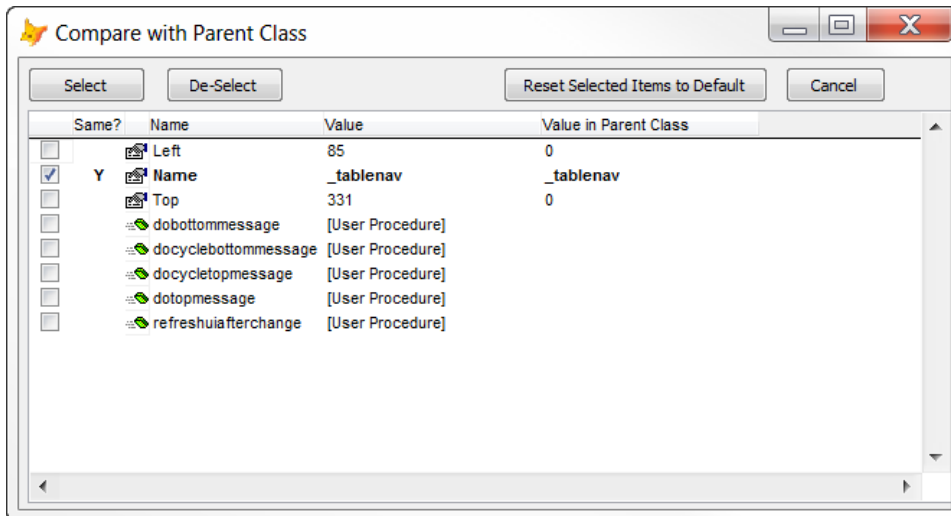 Compare with Parent Class
Select De-Select Reset Selected Items to Default Cancel
Same? Name Value Value in Parent Class
Left 85 0
Y Name _tablenav _tablenav
Top 331 0
dobottommessage [User Procedure]
docyclebottommessage [User Procedure]
docycletopmessage [User Procedure]
dotopmessage [User Procedure]
refreshuiafterchange [User Procedure]